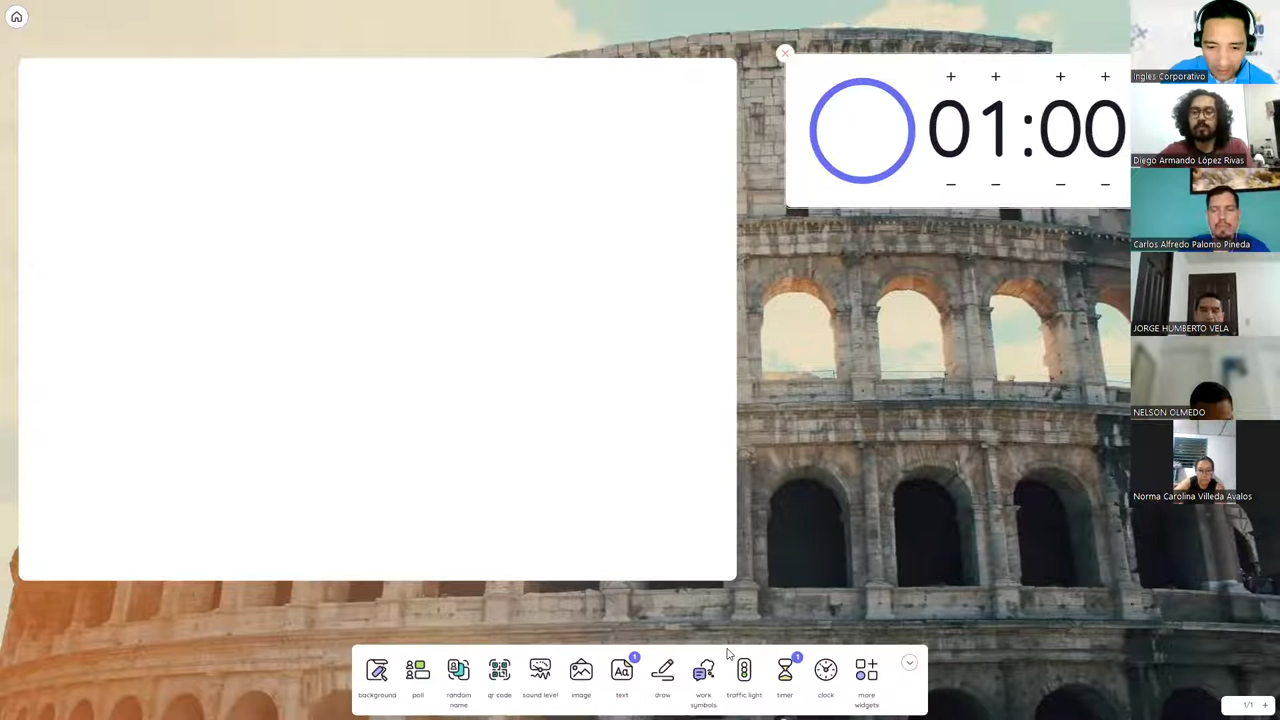 01:00
Ingles Corporativo
Diego Armando López Rivas
Carlos Alfredo Palomo Pineda
JORGE HUMBERTO VELA
NELSON OLMEDO
Norma Carolina Villeda Avalos
1
1
background
poll
random name
qr code
sound level
image
text
draw
work symbols
traffic light
timer
clock
more widgets
1/1